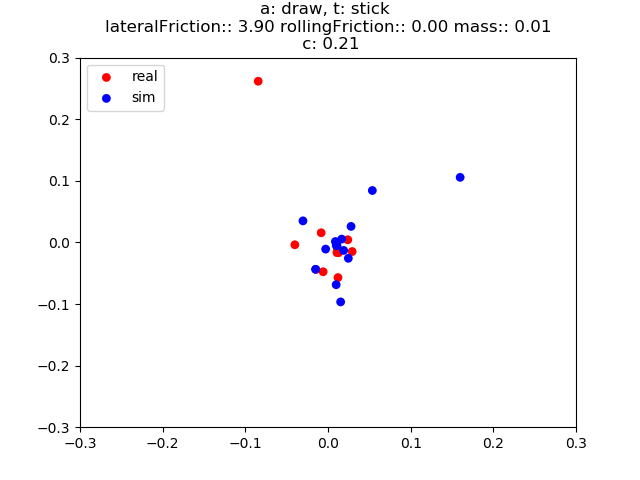 a: draw, t: stick
lateralFriction:: 3.90 rollingFriction:: 0.00 mass:: 0.01
c: 0.21
real
sim
0.3
0.2
0.1
0.0
−0.1
−0.2
−0.3
−0.3
−0.2
−0.1
0.0
0.1
0.2
0.3